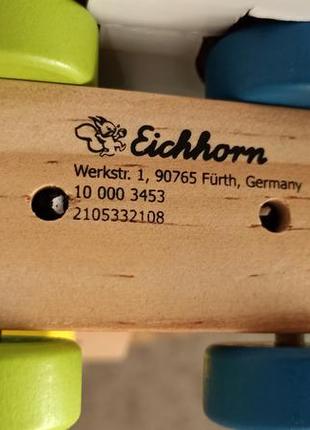 Eichhorn
Werkstr. 1, 90765 Fürth, Germany
10 000 3453
2105332108